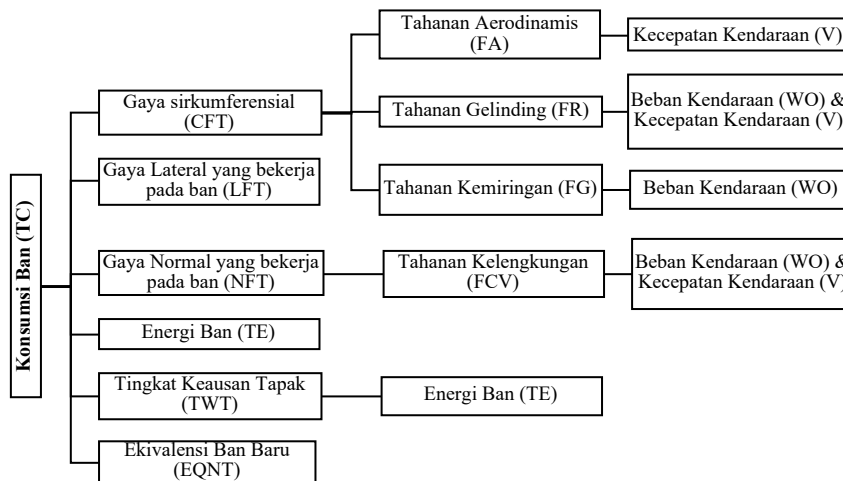 Konsumsi Ban (TC)
Gaya sirkumferensial
(CFT)
Tahanan Aerodinamis
(FA)
Kecepatan Kendaraan (V)
Tahanan Gelinding (FR)
Beban Kendaraan (WO) &
Kecepatan Kendaraan (V)
Tahanan Kemiringan (FG)
Beban Kendaraan (WO)
Gaya Lateral yang bekerja
pada ban (LFT)
Gaya Normal yang bekerja
pada ban (NFT)
Tahanan Kelengkungan
(FCV)
Beban Kendaraan (WO) &
Kecepatan Kendaraan (V)
Energi Ban (TE)
Tingkat Keausan Tapak
(TWT)
Energi Ban (TE)
Ekivalensi Ban Baru
(EQNT)